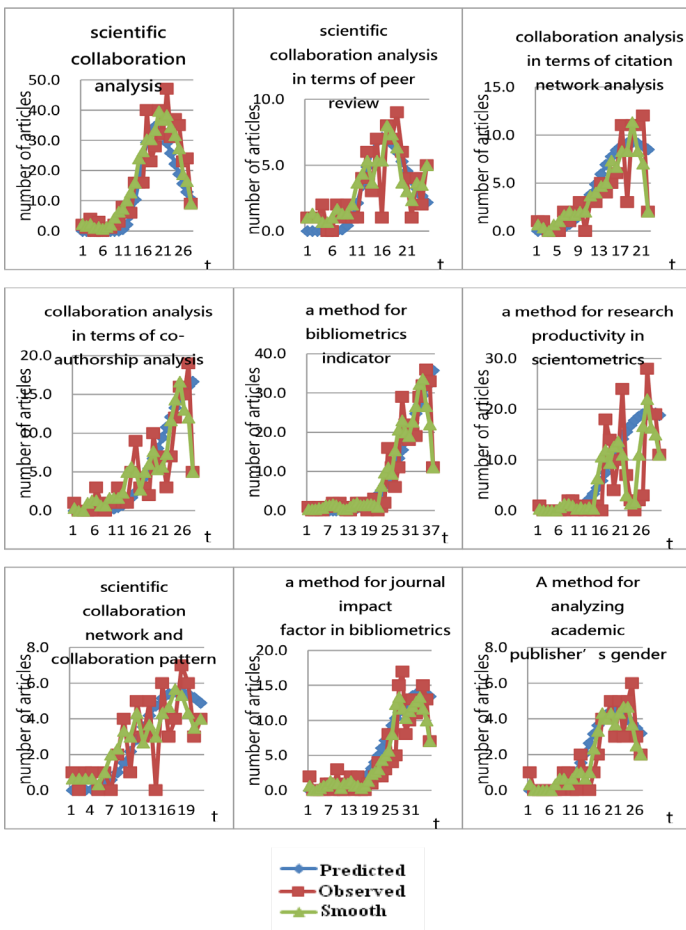 scientific
collaboration
analysis
50.0
40.0
30.0
20.0
10.0
0.0
number of articles
1 6 11 16 21 26
t
scientific
collaboration analysis
in terms of peer
review
10.0
5.0
0.0
number of articles
1 6 11 16 21
t
collaboration analysis
in terms of citation
network analysis
15.0
10.0
5.0
0.0
number of articles
1 5 9 13 17 21
t
collaboration analysis
in terms of co-
authorship analysis
20.0
15.0
10.0
5.0
0.0
number of articles
1 6 11 16 21 26
t
a method for
bibliometrics
indicator
40.0
30.0
20.0
10.0
0.0
number of articles
1 7 13 19 25 31 37
t
a method for research
productivity in
scientometrics
30.0
20.0
10.0
0.0
number of articles
1 6 11 16 21 26
t
scientific
collaboration
network and
collaboration pattern
8.0
6.0
4.0
2.0
0.0
number of articles
1 4 7 10 13 16 19
t
a method for journal
impact
factor in bibliometrics
20.0
15.0
10.0
5.0
0.0
number of articles
1 7 13 19 25 31
t
A method for
analyzing
academic
publisher’s gender
8.0
6.0
4.0
2.0
0.0
number of articles
1 6 11 16 21 26
t
Predicted
Observed
Smooth